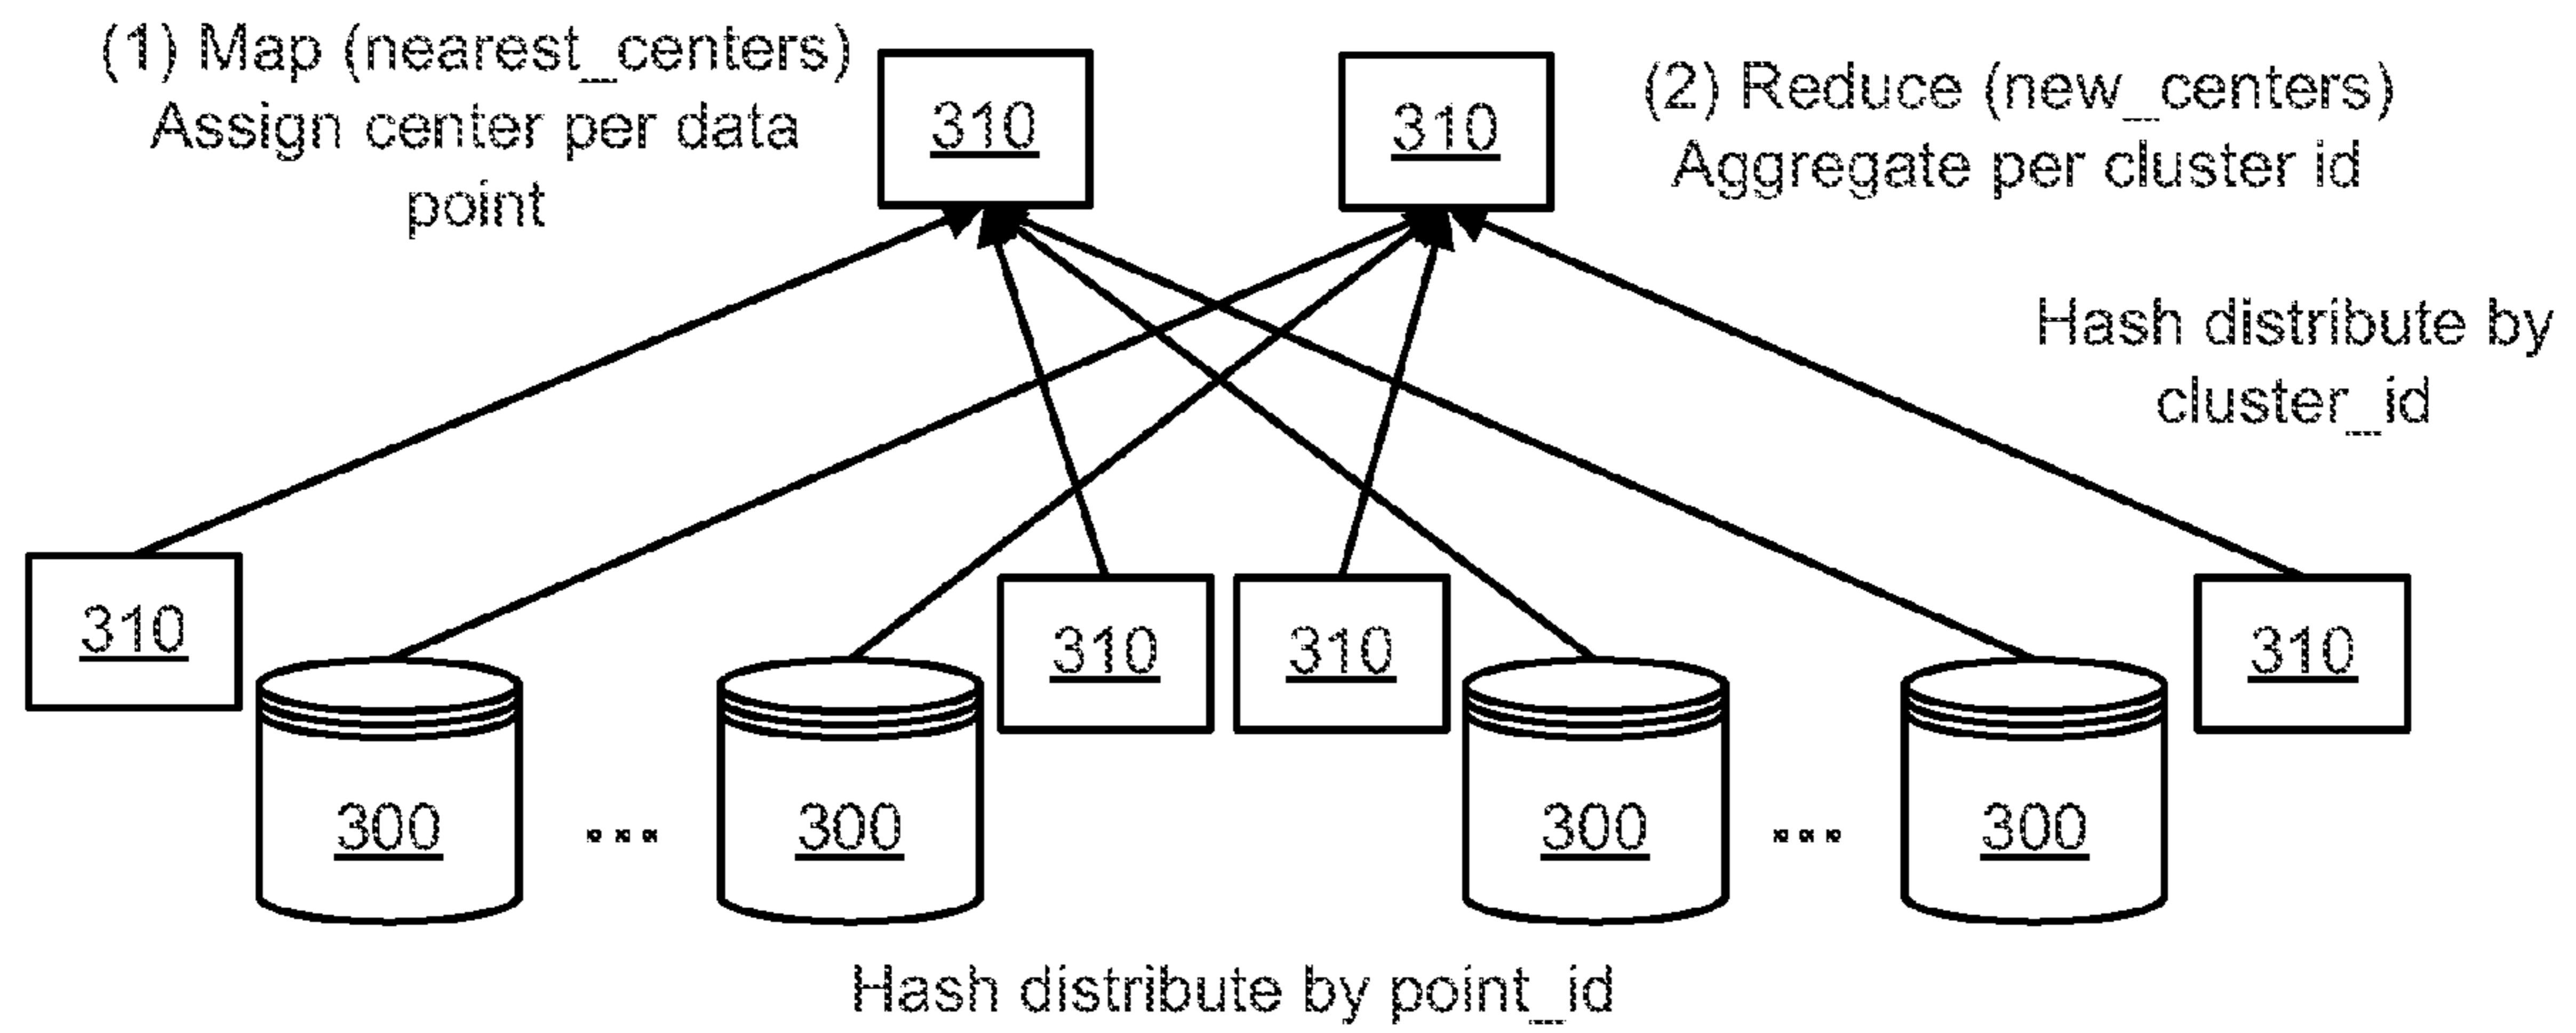 (1) Map (nearest_centers)
Assign center per data
point
310
310
(2) Reduce (new_centers)
Aggregate per cluster id
Hash distribute by
cluster_id
310
310
310
310
300
...
300
300
...
300
Hash distribute by point_id